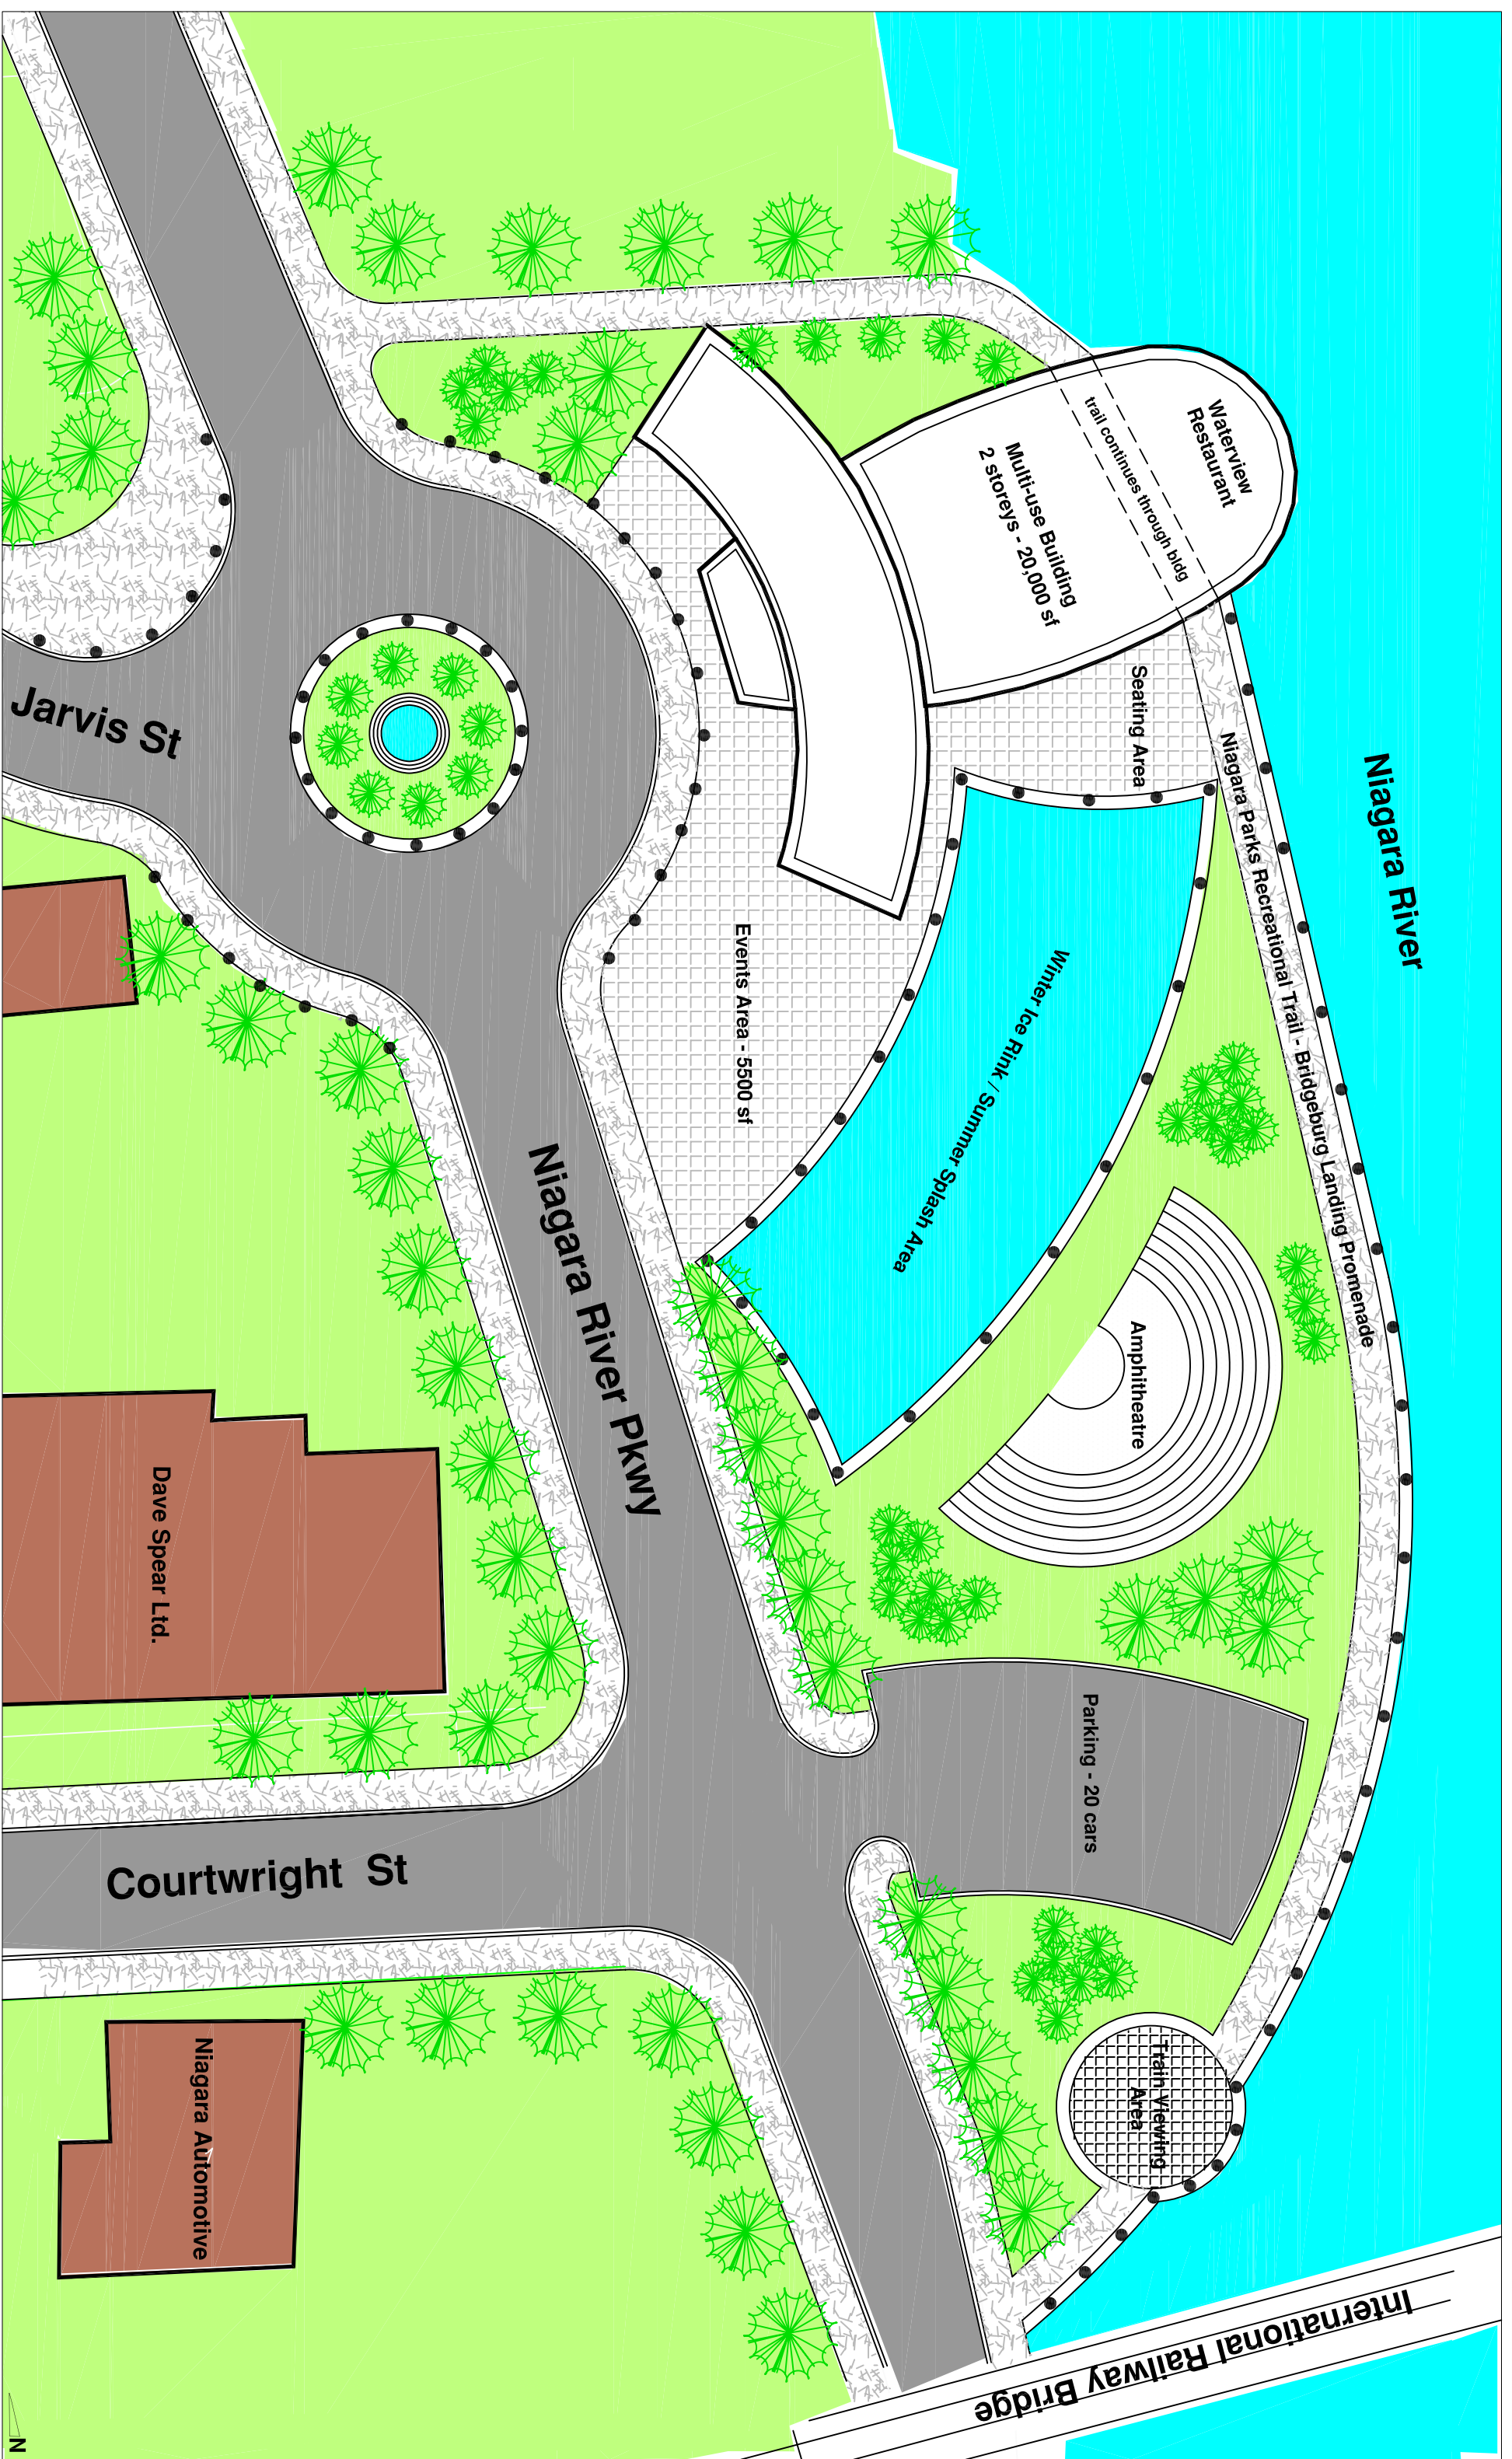 Waterview
Restaurant
trail continues through bldg
Multi-use Building
2 storeys - 20,000 sf
Seating Area
Niagara River
Niagara Parks Recreational Trail - Bridgeburg Landing Promenade
Jarvis St
Events Area - 5500 sf
Winter Ice Rink / Summer Splash Area
Niagara River Pkwy
Amphitheatre
Dave Spear Ltd.
Parking - 20 cars
Courtwright St
Train Viewing
Area
Niagara Automotive
International Railway Bridge
N